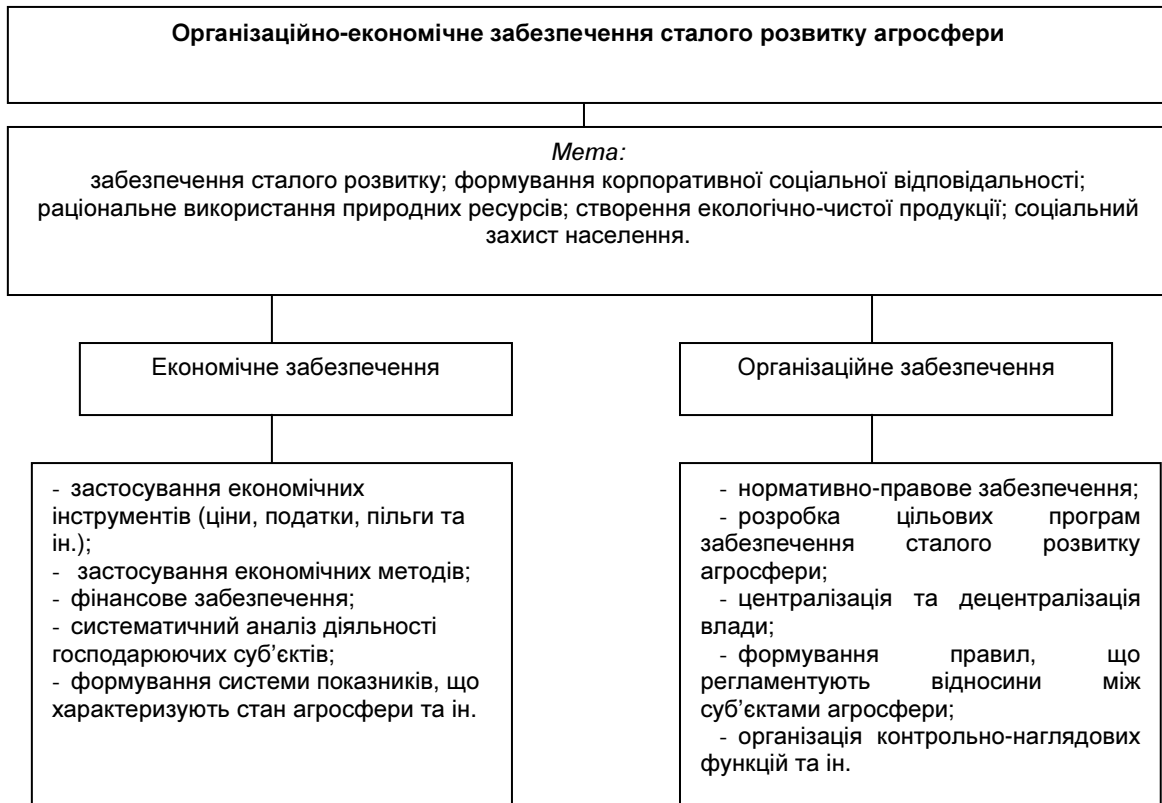 Організаційно-економічне забезпечення сталого розвитку агросфери
Мета:
забезпечення сталого розвитку; формування корпоративної соціальної відповідальності;
раціональне використання природних ресурсів; створення екологічно-чистої продукції; соціальний
захист населення.
Економічне забезпечення
Організаційне забезпечення
- застосування економічних
інструментів (ціни, податки, пільги та
ін.);
- застосування економічних методів;
- фінансове забезпечення;
- систематичний аналіз діяльності
господарюючих суб’єктів;
- формування системи показників, що
характеризують стан агросфери та ін.
- нормативно-правове забезпечення;
- розробка цільових програм
забезпечення сталого розвитку
агросфери;
- централізація та децентралізація
влади;
- формування правил, що
регламентують відносини між
суб’єктами агросфери;
- організація контрольно-наглядових
функцій та ін.